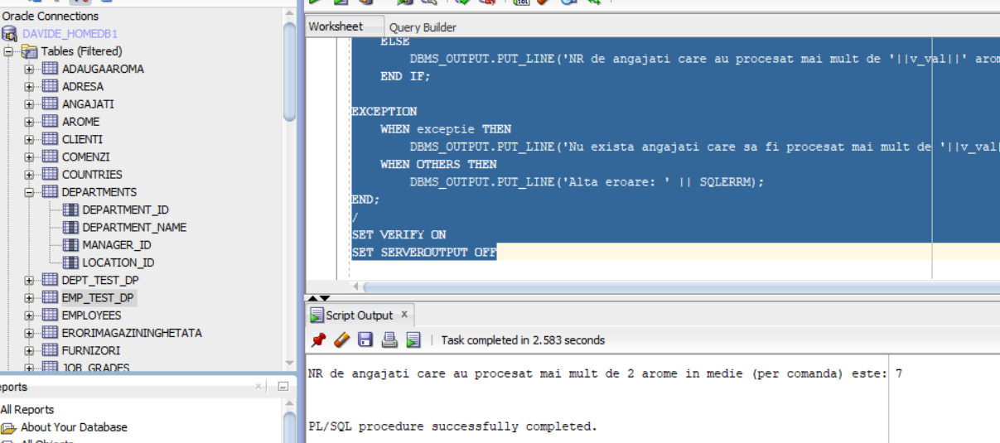 Oracle Connections
DAVIDE_HOMEDB1
Tables (Filtered)
ADAUGAAROMA
ADRESA
ANGAJATI
AROME
CLIENTI
COMENZI
COUNTRIES
DEPARTMENTS
DEPARTMENT_ID
DEPARTMENT_NAME
MANAGER_ID
LOCATION_ID
DEPT_TEST_DP
EMP_TEST_DP
EMPLOYEES
ERORIMAGAZININGHETATA
FURNIZORI
JOB_GRADES
eports
All Reports
About Your Database
All Objects
Worksheet Query Builder
ELSE
DBMS_OUTPUT.PUT_LINE('NR de angajati care au procesat mai mult de '||v_val||' arom
END IF;
EXCEPTION
WHEN exceptie THEN
DBMS_OUTPUT.PUT_LINE('Nu exista angajati care sa fi procesat mai mult de '||v_val|
WHEN OTHERS THEN
DBMS_OUTPUT.PUT_LINE('Alta eroare: ' || SQLERRM);
END;
/
SET VERIFY ON
SET SERVEROUTPUT OFF
Script Output x
Task completed in 2.583 seconds
NR de angajati care au procesat mai mult de 2 arome in medie (per comanda) este: 7
PL/SQL procedure successfully completed.